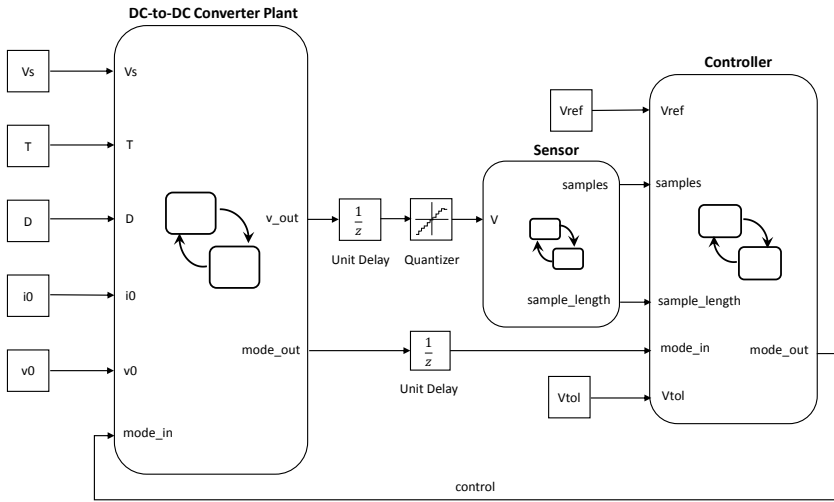 DC-to-DC Converter Plant
Vs
Vs
T
T
D
D
i0
i0
v0
v0
mode_in
v_out
mode_out
1
z
Unit Delay
Quantizer
1
z
Unit Delay
Sensor
V
samples
sample_length
Controller
Vref
Vref
samples
sample_length
mode_in
mode_out
Vtol
Vtol
control